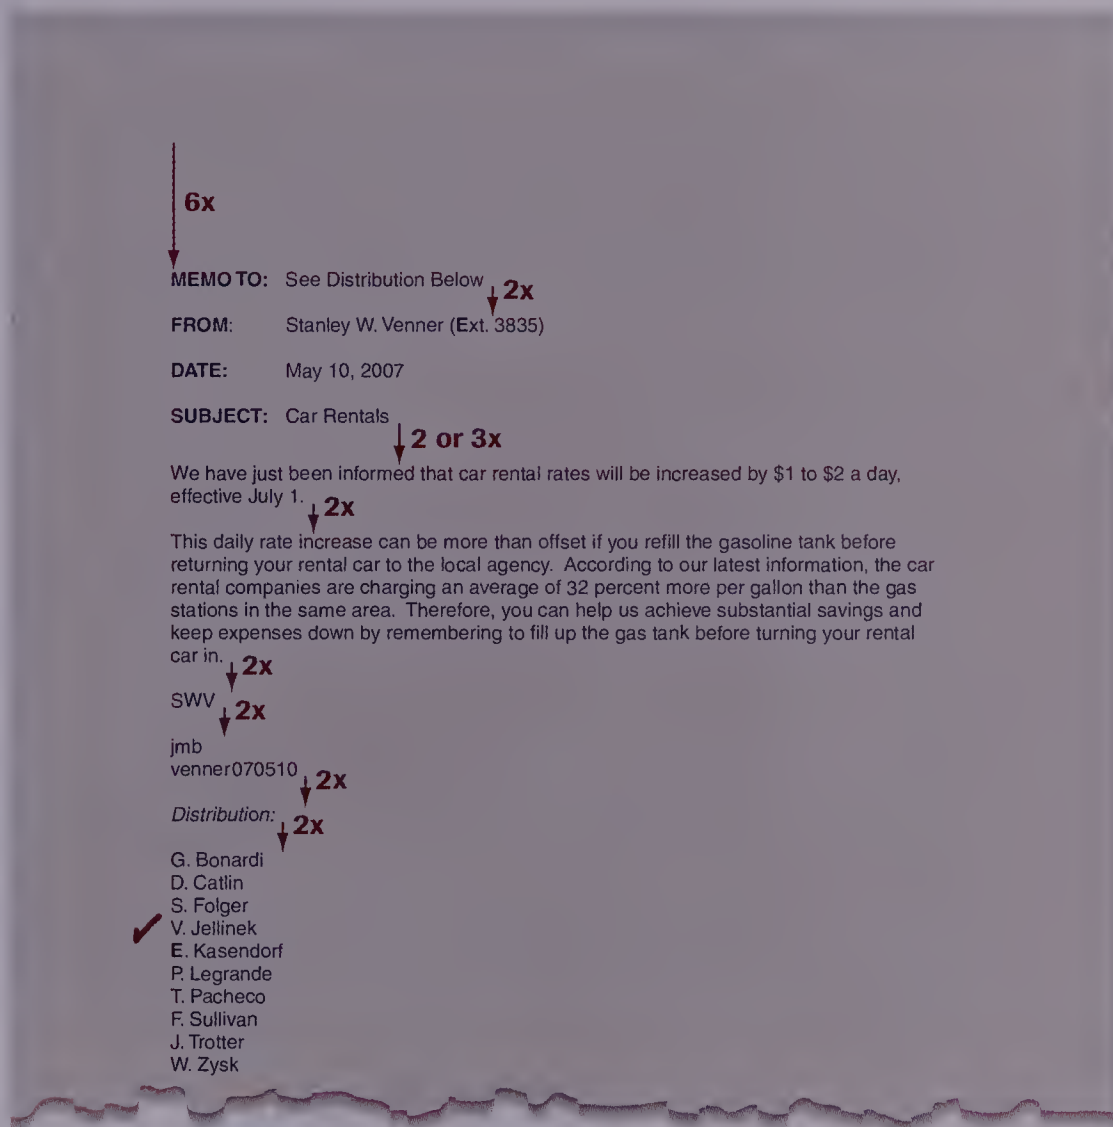 6x
MEMO TO: See Distribution Below
2x
FROM: Stanley W. Venner (Ext. 3835)
DATE: May 10, 2007
SUBJECT: Car Rentals
2 or 3x
We have just been informed that car rental rates will be increased by $1 to $2 a day,
effective July 1.
2x
This daily rate increase can be more than offset if you refill the gasoline tank before
returning your rental car to the local agency. According to our latest information, the car
rental companies are charging an average of 32 percent more per gallon than the gas
stations in the same area. Therefore, you can help us achieve substantial savings and
keep expenses down by remembering to fill up the gas tank before turning your rental
car in.
2x
SWV
2x
jmb
venner070510
2x
Distribution:
2x
G. Bonardi
D. Catlin
S. Folger
✓ V. Jellinek
E. Kasendorf
P. Legrande
T. Pacheco
F. Sullivan
J. Trotter
W. Zysk